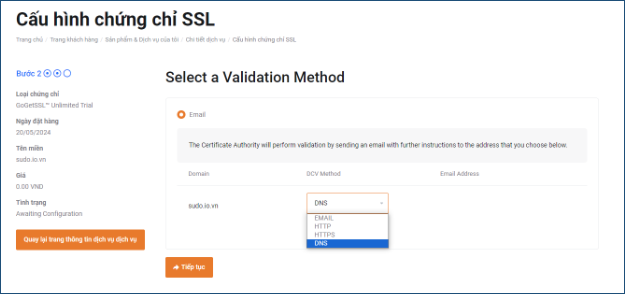 Cấu hình chứng chỉ SSL
Trang chủ / Trang khách hàng / Sản phẩm & Dịch vụ của tôi / Chi tiết dịch vụ / Cấu hình chứng chỉ SSL
Bước 2
Loại chứng chỉ
GoGetSSL™ Unlimited Trial
Ngày đặt hàng
20/05/2024
Tên miền
sudo.io.vn
Giá
0.00 VND
Tình trạng
Awaiting Configuration
Quay lại trang thông tin dịch vụ dịch vụ
Select a Validation Method
Email
The Certificate Authority will perform validation by sending an email with further instructions to the address that you choose below.
Domain DCV Method Email Address
sudo.io.vn DNS
EMAIL
HTTP
HTTPS
DNS
Tiếp tục